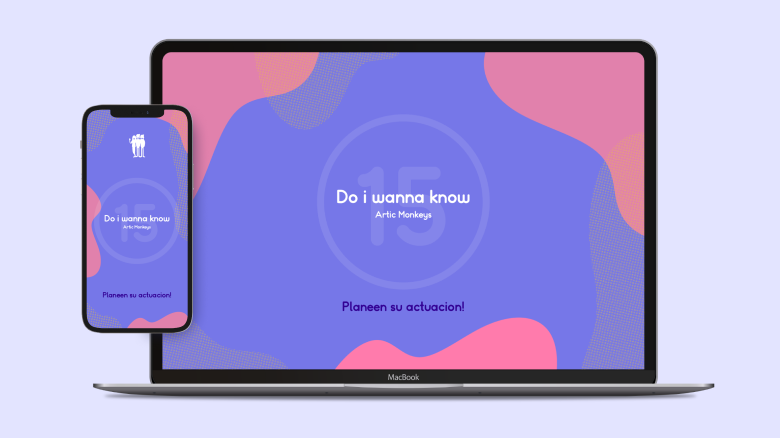 15
Do i wanna know
Artic Monkeys
Planeen su actuacion!
15
Do i wanna know
Artic Monkeys
Planeen su actuacion!
MacBook